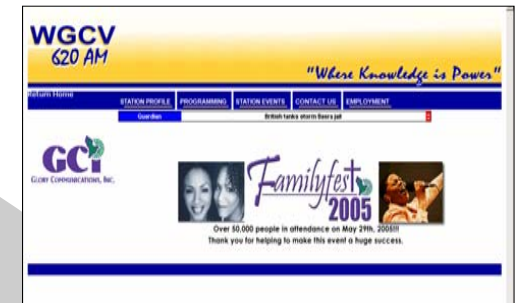 WGCV
620 AM
"Where Knowledge is Power"
Return Home
STATION PROFILE PROGRAMMING STATION EVENTS CONTACT US EMPLOYMENT
Guardian British tanks storm Basra jail
GCI
GLORY COMMUNICATIONS, INC.
Familyfest
2005
Over 50,000 people in attendance on May 29th, 2005!!!
Thank you for helping to make this event a huge success.